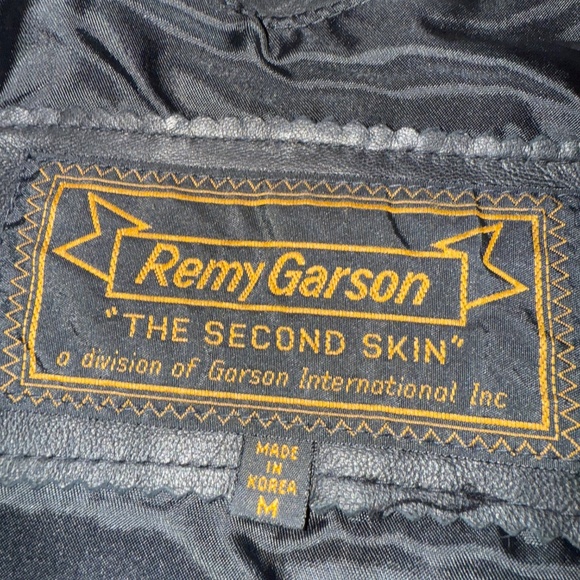 Remy Garson
"THE SECOND SKIN"
a division of Garson International Inc
MADE
IN
KOREA
M